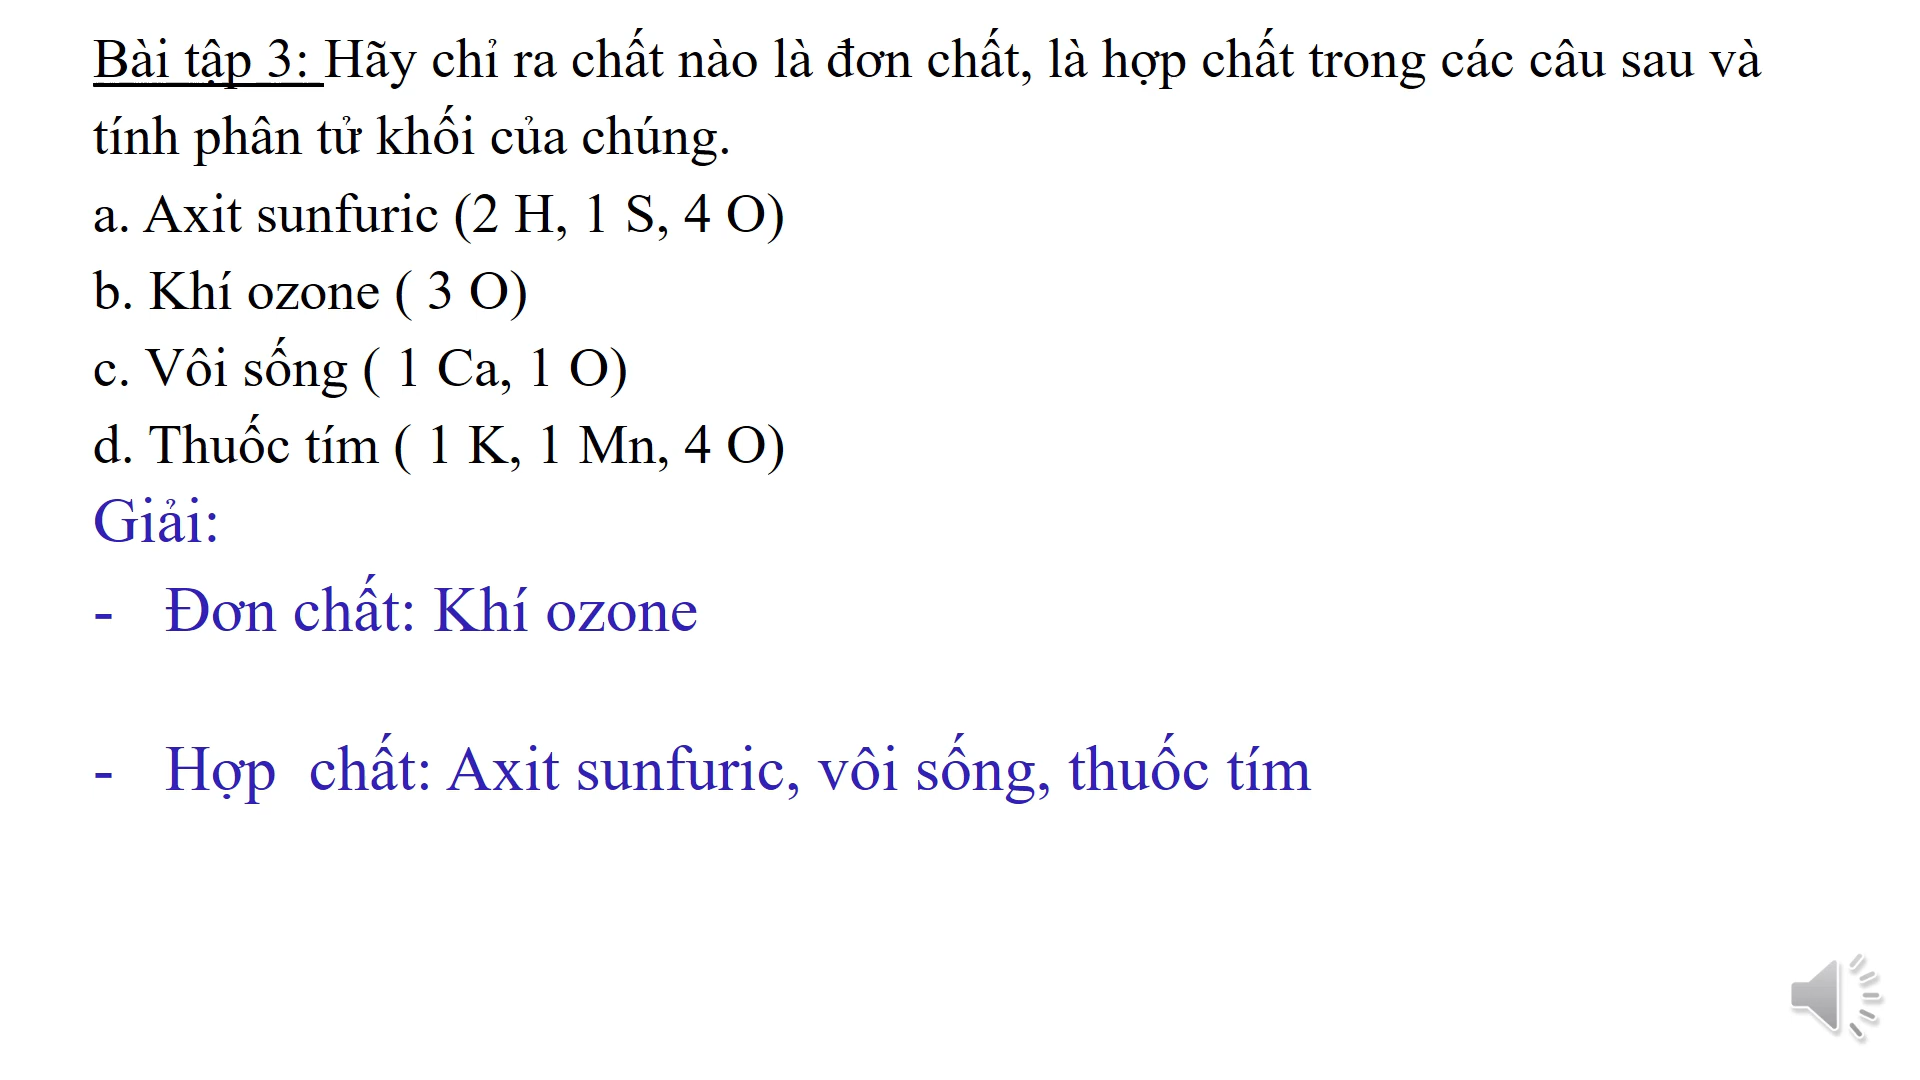 Bài tập 3: Hãy chỉ ra chất nào là đơn chất, là hợp chất trong các câu sau và
tính phân tử khối của chúng.
a. Axit sunfuric (2 H, 1 S, 4 O)
b. Khí ozone ( 3 O)
c. Vôi sống ( 1 Ca, 1 O)
d. Thuốc tím ( 1 K, 1 Mn, 4 O)
Giải:
- Đơn chất: Khí ozone
- Hợp  chất: Axit sunfuric, vôi sống, thuốc tím